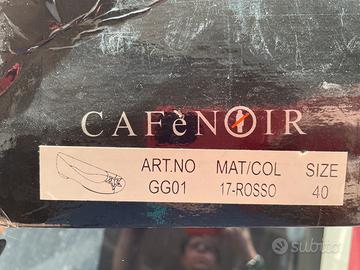 CAFèNOIR
ART.NO MAT/COL SIZE
GG01 17-ROSSO 40
subito